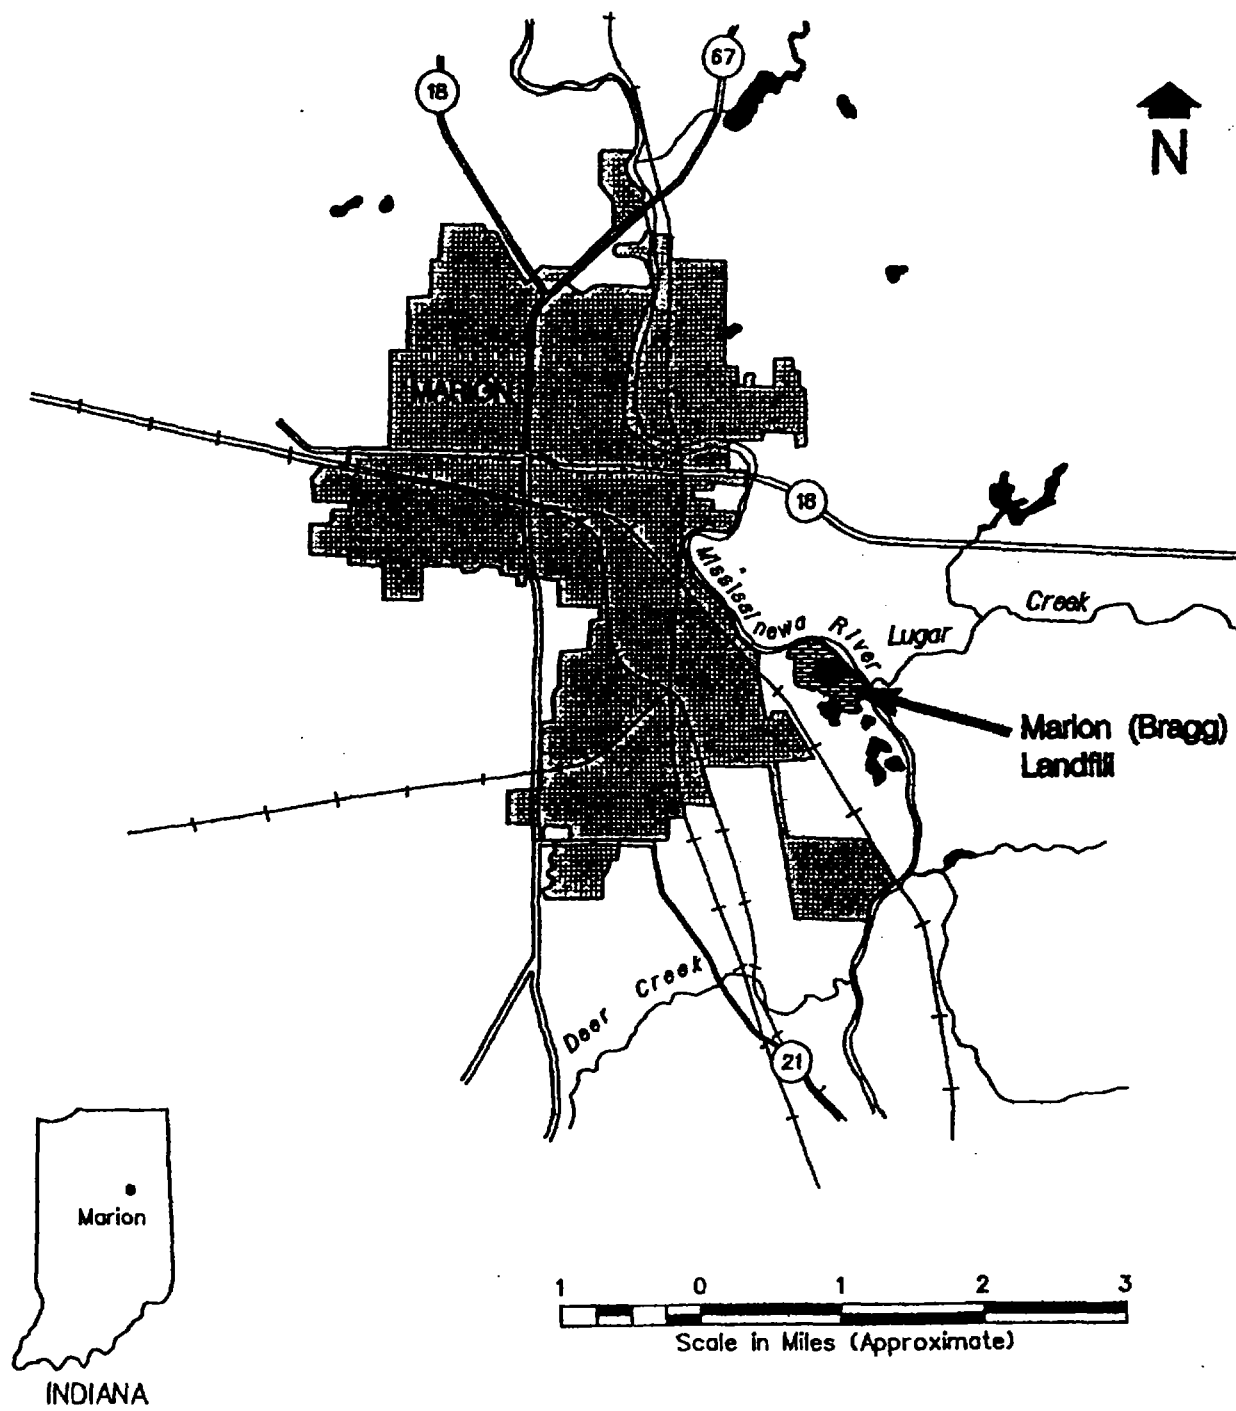 67
18
N
MARION
18
Mississinewa River
Lugar Creek
Marion (Bragg)
Landfill
Deer Creek
21
Marion
INDIANA
1 0 1 2 3
Scale in Miles (Approximate)